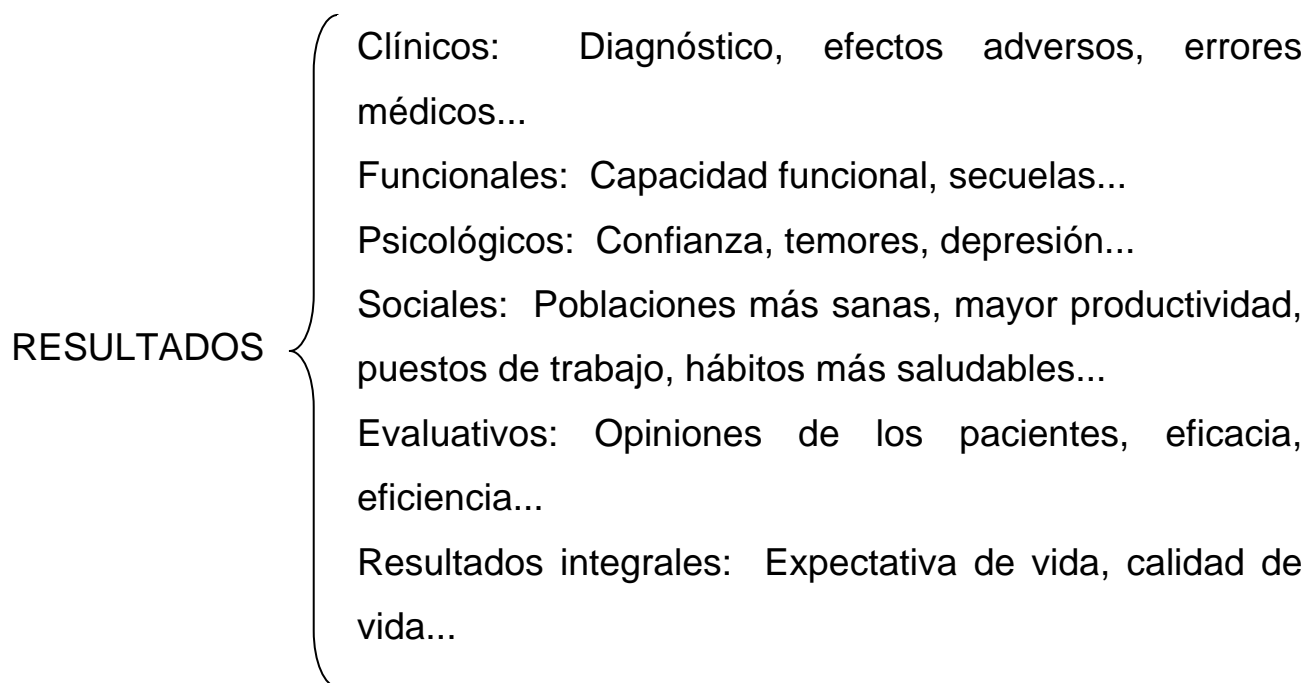 Clínicos: Diagnóstico, efectos adversos, errores
médicos...
Funcionales: Capacidad funcional, secuelas...
Psicológicos: Confianza, temores, depresión...
Sociales: Poblaciones más sanas, mayor productividad,
RESULTADOS
puestos de trabajo, hábitos más saludables...
Evaluativos: Opiniones de los pacientes, eficacia,
eficiencia...
Resultados integrales: Expectativa de vida, calidad de
vida...